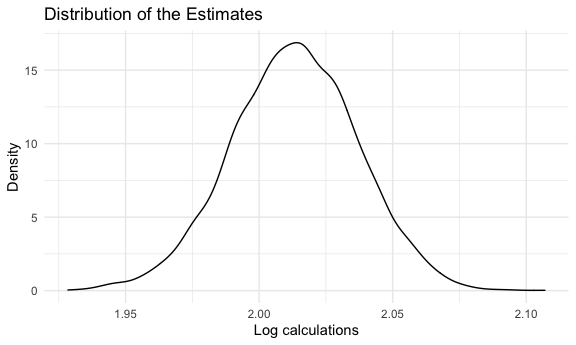 Distribution of the Estimates
Density
15
10
5
0
1.95 2.00 2.05 2.10
Log calculations